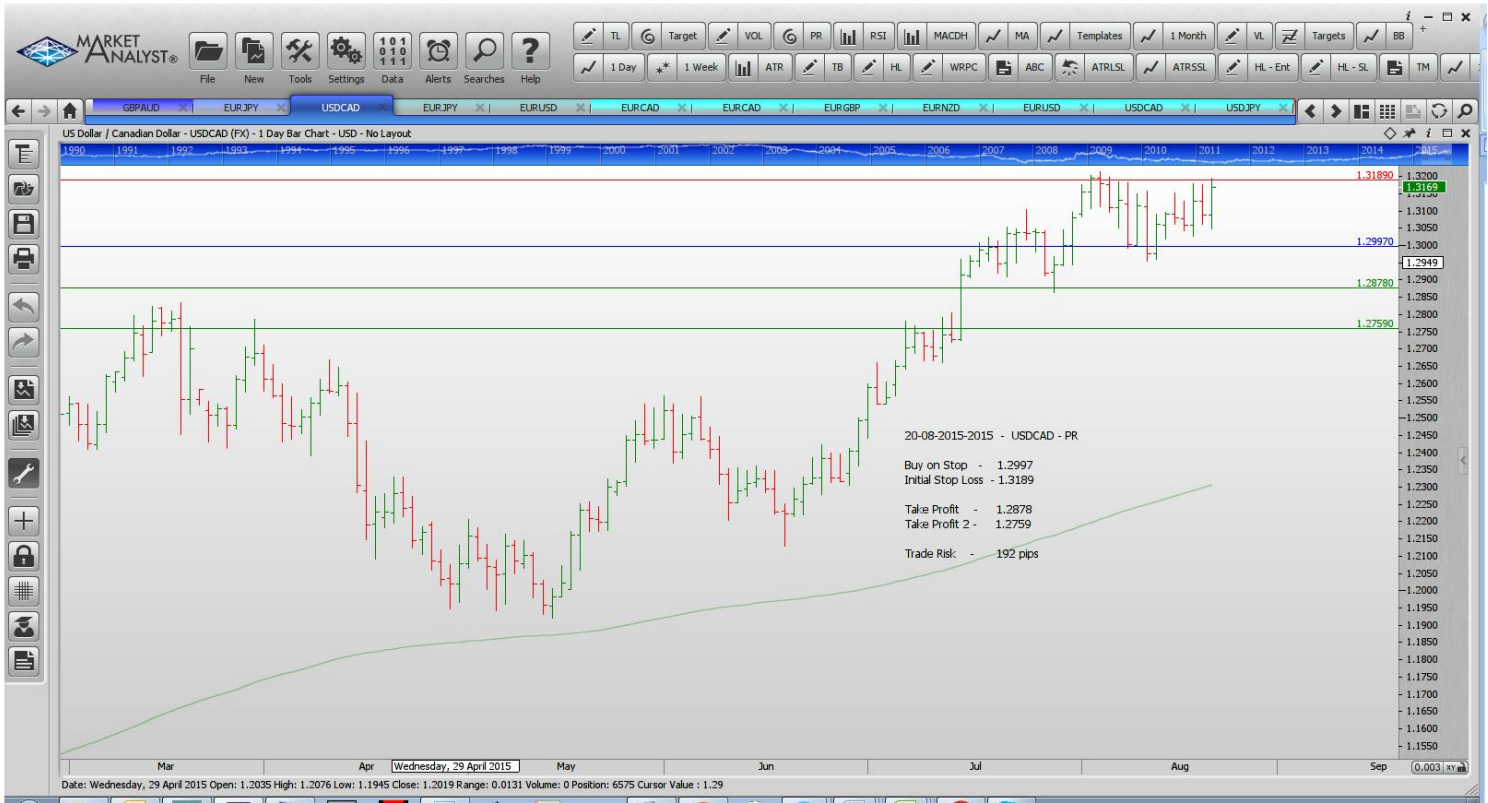 i
MARKET
ANALYST®
File New Tools Settings Data Alerts Searches Help
TL Target VOL PR RSI MACDH MA Templates 1 Month VL Targets BB
1 Day 1 Week ATR TB HL WRPC ABC ATRLSL ATRSSL HL - Ent HL - SL TM
GBPAUD EURJPY USDCAD EURJPY EURUSD EURCAD EURCAD EURGBP EURNZD EURUSD USDCAD USDJPY
US Dollar / Canadian Dollar - USDCAD (FX) - 1 Day Bar Chart - USD - No Layout
1990 1991 1992 1993 1994 1995 1996 1997 1998 1999 2000 2001 2002 2003 2004 2005 2006 2007 2008 2009 2010 2011 2012 2013 2014 2015
1.31890
1.3200
1.3169
1.3150
1.3100
1.3050
1.29970
1.3000
1.2949
1.2900
1.28780
1.2850
1.2800
1.27590
1.2750
1.2700
1.2650
1.2600
1.2550
1.2500
1.2450
1.2400
1.2350
1.2300
1.2250
1.2200
1.2150
1.2100
1.2050
1.2000
1.1950
1.1900
1.1850
1.1800
1.1750
1.1700
1.1650
1.1600
1.1550
20-08-2015-2015 - USDCAD - PR
Buy on Stop - 1.2997
Initial Stop Loss - 1.3189
Take Profit - 1.2878
Take Profit 2 - 1.2759
Trade Risk - 192 pips
Mar Apr Wednesday, 29 April 2015 May Jun Jul Aug Sep 0.003 XY
Date: Wednesday, 29 April 2015 Open: 1.2035 High: 1.2076 Low: 1.1945 Close: 1.2019 Range: 0.0131 Volume: 0 Position: 6575 Cursor Value : 1.29